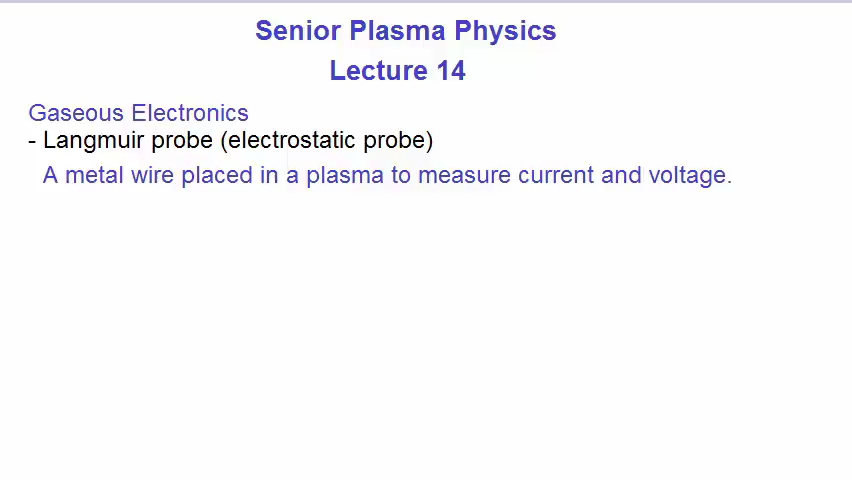 Senior Plasma Physics
Lecture 14
Gaseous Electronics
- Langmuir probe (electrostatic probe)
A metal wire placed in a plasma to measure current and voltage.